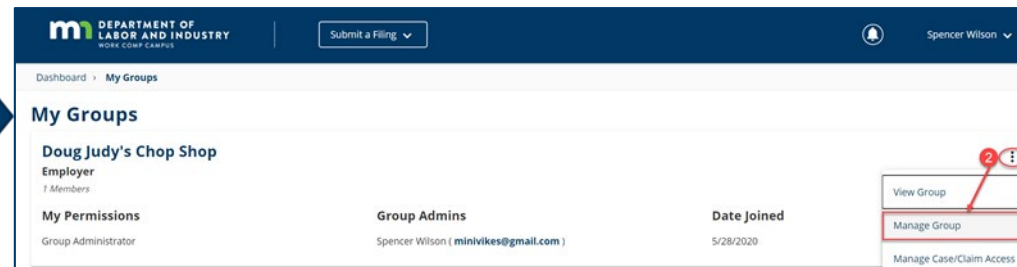 DEPARTMENT OF
LABOR AND INDUSTRY
WORK COMP CAMPUS
Submit a Filing
Spencer Wilson
Dashboard > My Groups
My Groups
Doug Judy's Chop Shop
Employer
1 Members
2
View Group
My Permissions Group Admins Date Joined
Manage Group
Group Administrator Spencer Wilson ( minivikes@gmail.com ) 5/28/2020
Manage Case/Claim Access